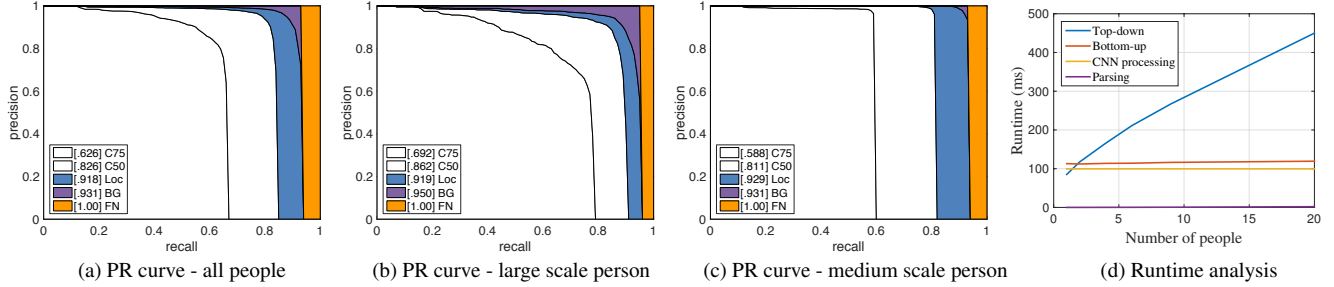 precision
1
0.8
0.6
0.4
0.2
0
[.626] C75
[.826] C50
[.918] Loc
[.931] BG
[1.00] FN
0 0.2 0.4 0.6 0.8 1
recall
(a) PR curve - all people
precision
1
0.8
0.6
0.4
0.2
0
[.692] C75
[.862] C50
[.919] Loc
[.950] BG
[1.00] FN
0 0.2 0.4 0.6 0.8 1
recall
(b) PR curve - large scale person
precision
1
0.8
0.6
0.4
0.2
0
[.588] C75
[.811] C50
[.929] Loc
[.931] BG
[1.00] FN
0 0.2 0.4 0.6 0.8 1
recall
(c) PR curve - medium scale person
Runtime (ms)
500
400
300
200
100
0
Top-down
Bottom-up
CNN processing
Parsing
0 5 10 15 20
Number of people
(d) Runtime analysis